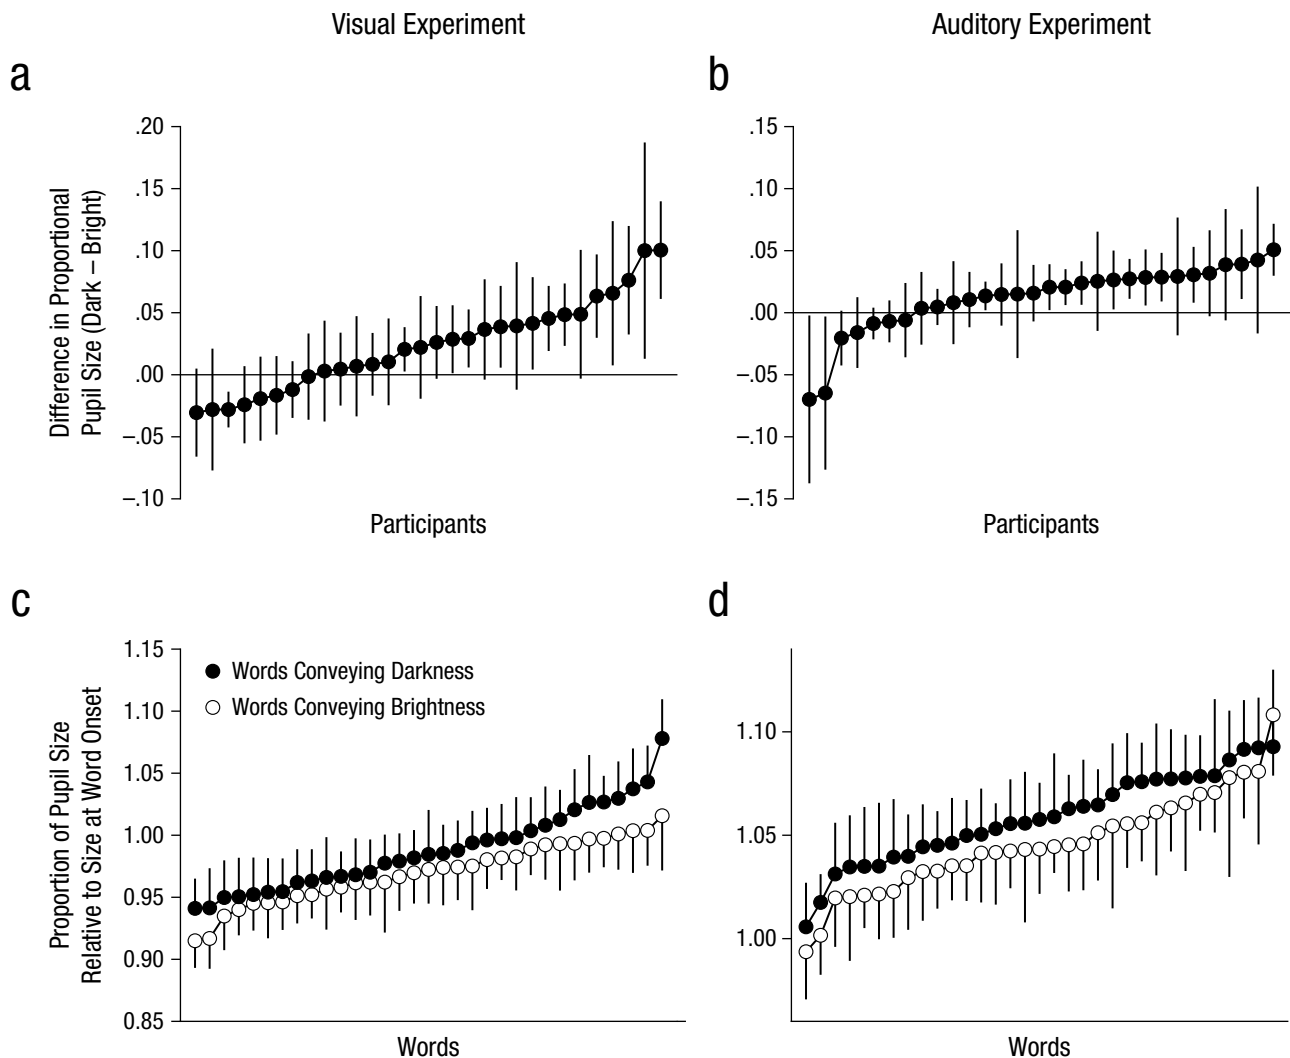 Visual Experiment
Auditory Experiment
a
b
Difference in Proportional
Pupil Size (Dark – Bright)
.20
.15
.10
.05
.00
–.05
–.10
Participants
.15
.10
.05
.00
–.05
–.10
–.15
Participants
c
d
Proportion of Pupil Size
Relative to Size at Word Onset
1.15
1.10
1.05
1.00
0.95
0.90
0.85
Words Conveying Darkness
Words Conveying Brightness
Words
1.10
1.05
1.00
Words